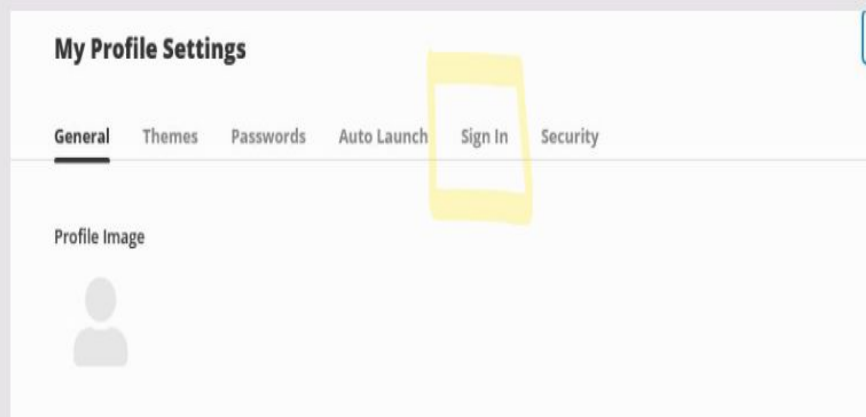 My Profile Settings
General Themes Passwords Auto Launch Sign In Security
Profile Image